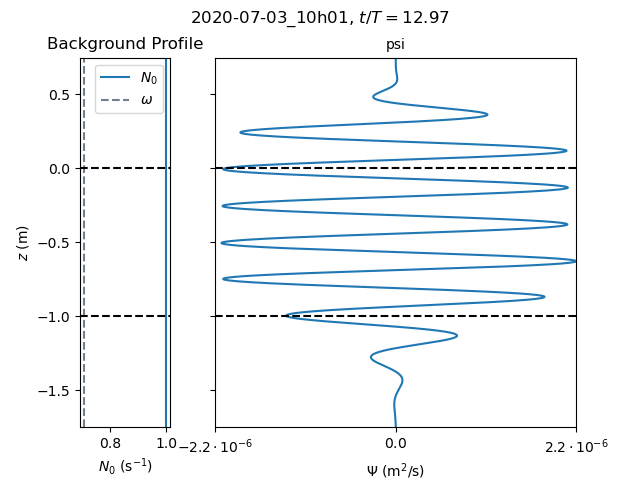 2020-07-03_10h01, t/T = 12.97
Background Profile
psi
N₀
ω
0.5
0.0
−0.5
−1.0
−1.5
z (m)
0.8
1.0
N₀ (s⁻¹)
−2.2 · 10⁻⁶
0.0
2.2 · 10⁻⁶
Ψ (m²/s)